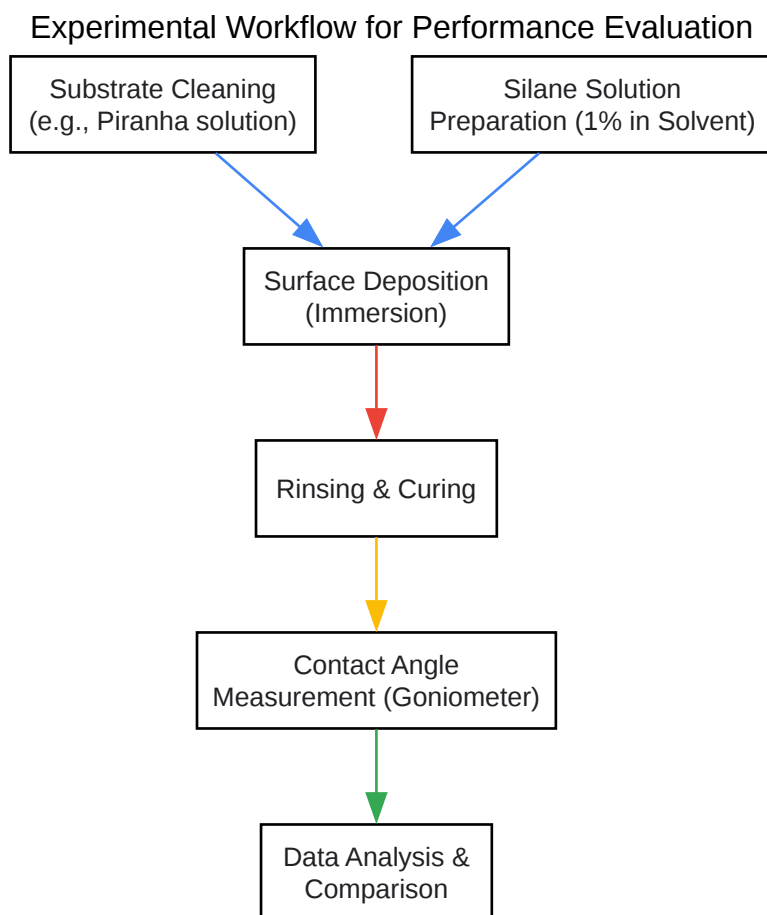 Experimental Workflow for Performance Evaluation
Substrate Cleaning
(e.g., Piranha solution)
Silane Solution
Preparation (1% in Solvent)
Surface Deposition
(Immersion)
Rinsing & Curing
Contact Angle
Measurement (Goniometer)
Data Analysis &
Comparison